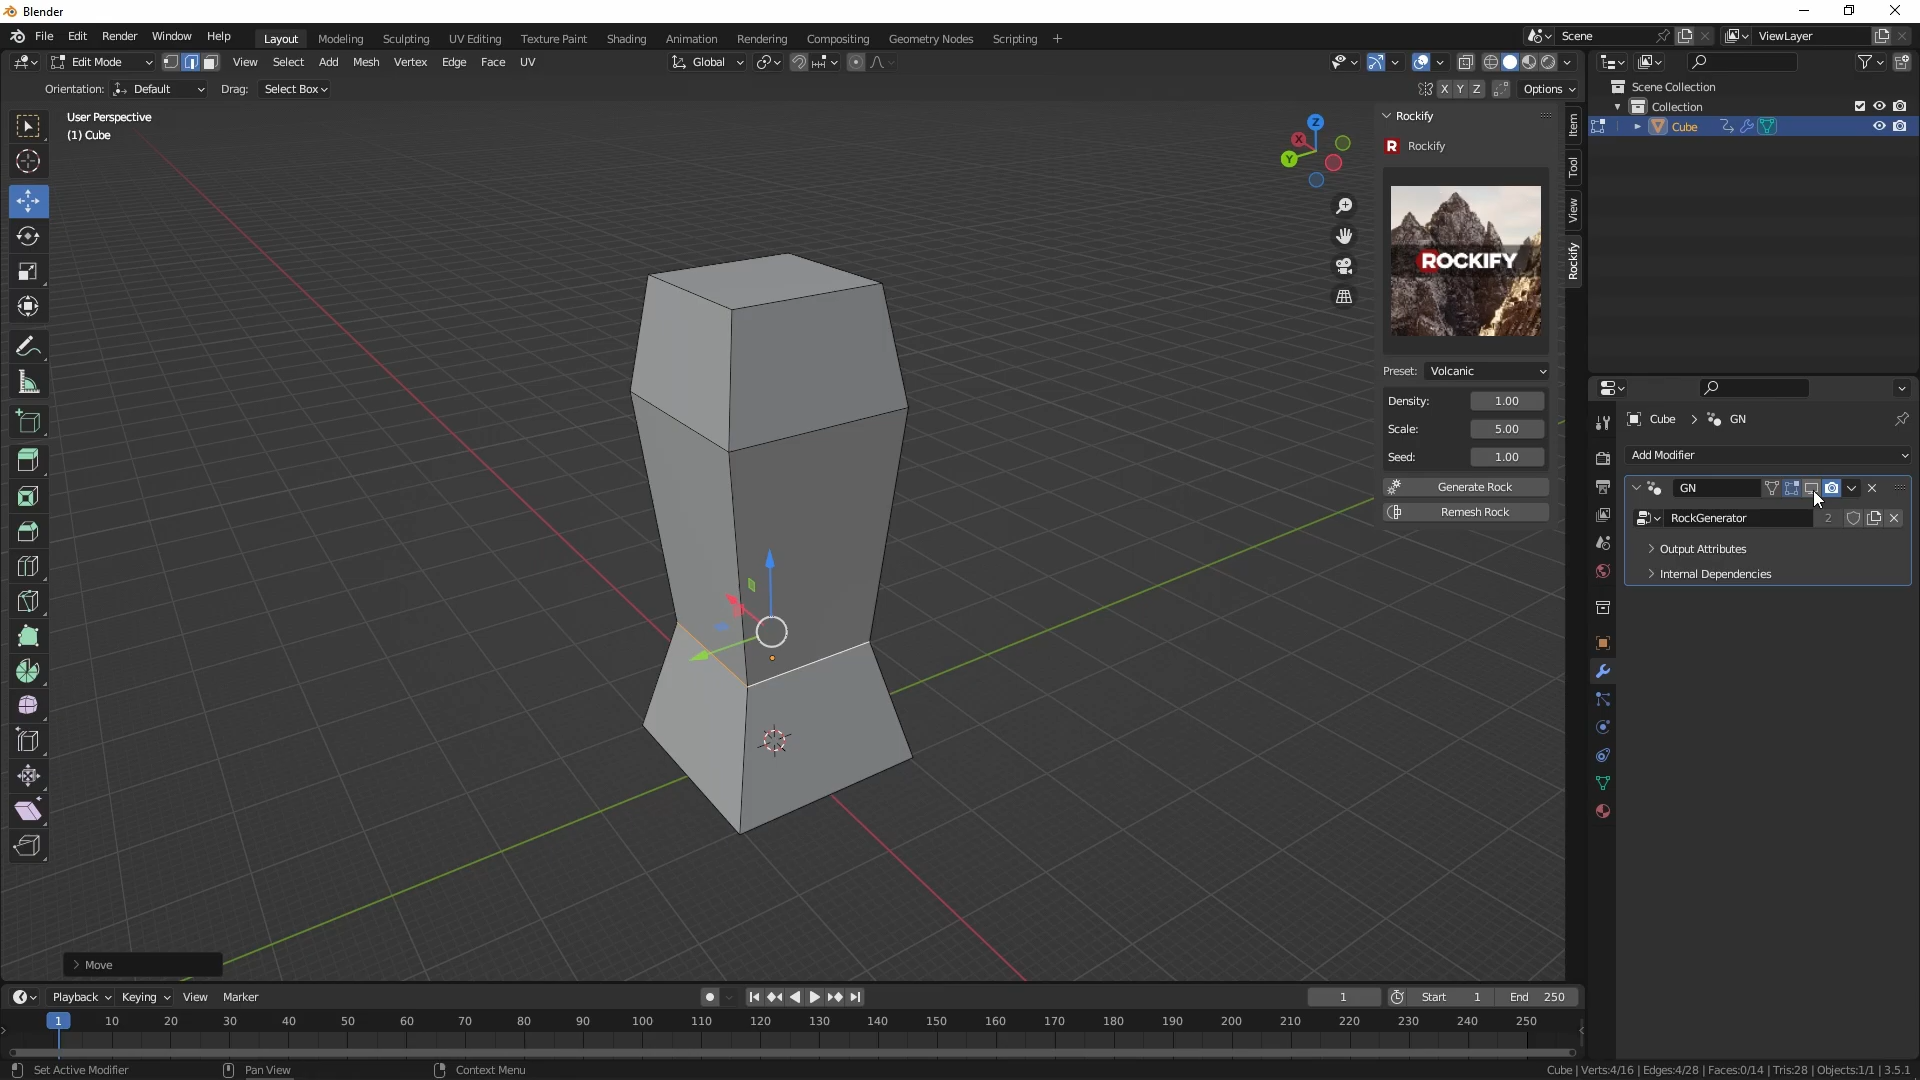 Blender
File Edit Render Window Help
Layout Modeling Sculpting UV Editing Texture Paint Shading Animation Rendering Compositing Geometry Nodes Scripting
Scene
ViewLayer
Edit Mode View Select Add Mesh Vertex Edge Face UV
Global
Orientation: Default Drag: Select Box
X Y Z Options
User Perspective
(1) Cube
Z
X
Y
Rockify
R Rockify
ROCKIFY
Preset: Volcanic
Density: 1.00
Scale: 5.00
Seed: 1.00
Generate Rock
Remesh Rock
Item
Tool
View
Rockify
Scene Collection
Collection
Cube
Cube GN
Add Modifier
GN
RockGenerator 2
Output Attributes
Internal Dependencies
Move
Playback Keying View Marker
1 Start 1 End 250
1 10 20 30 40 50 60 70 80 90 100 110 120 130 140 150 160 170 180 190 200 210 220 230 240 250
Set Active Modifier Pan View Context Menu
Cube | Verts:4/16 | Edges:4/28 | Faces:0/14 | Tris:28 | Objects:1/1 | 3.5.1